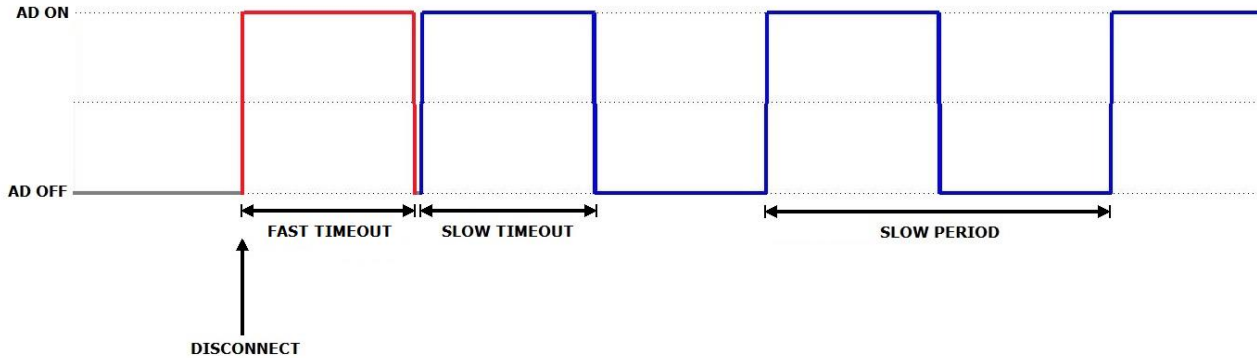 AD ON
AD OFF
FAST TIMEOUT
SLOW TIMEOUT
SLOW PERIOD
DISCONNECT